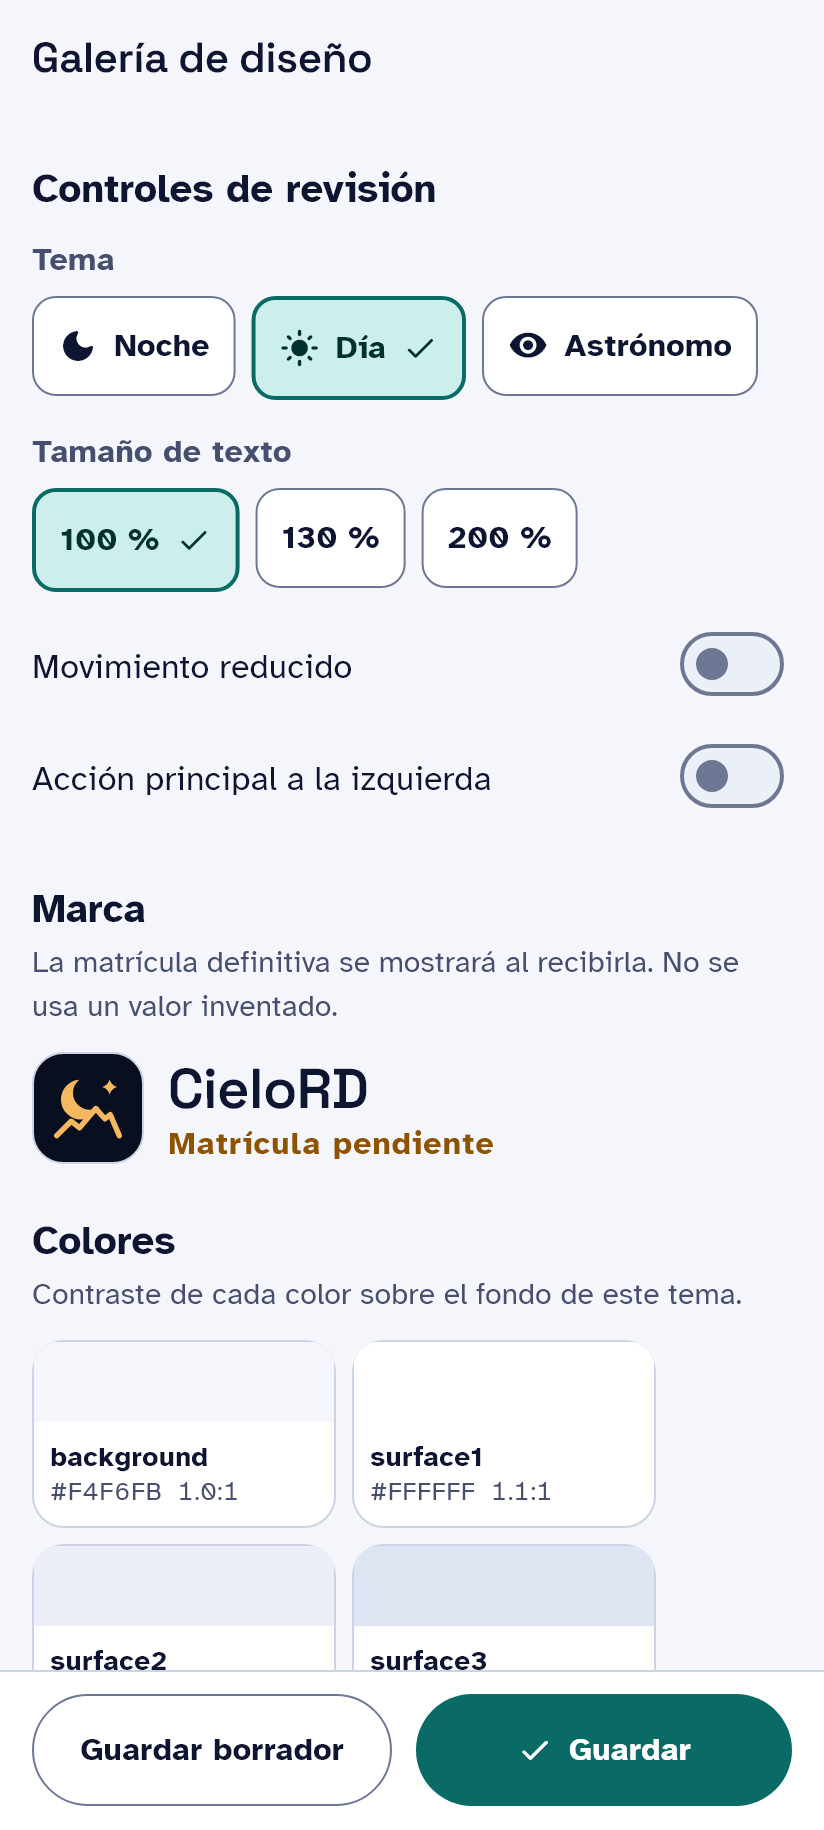 Galería de diseño
Controles de revisión
Tema
Noche
Día
Astrónomo
Tamaño de texto
100 %
130 %
200 %
Movimiento reducido
Acción principal a la izquierda
Marca
La matrícula definitiva se mostrará al recibirla. No se
usa un valor inventado.
CieloRD
Matrícula pendiente
Colores
Contraste de cada color sobre el fondo de este tema.
background
#F4F6FB 1.0:1
surface1
#FFFFFF 1.1:1
surface2
surface3
Guardar borrador
Guardar